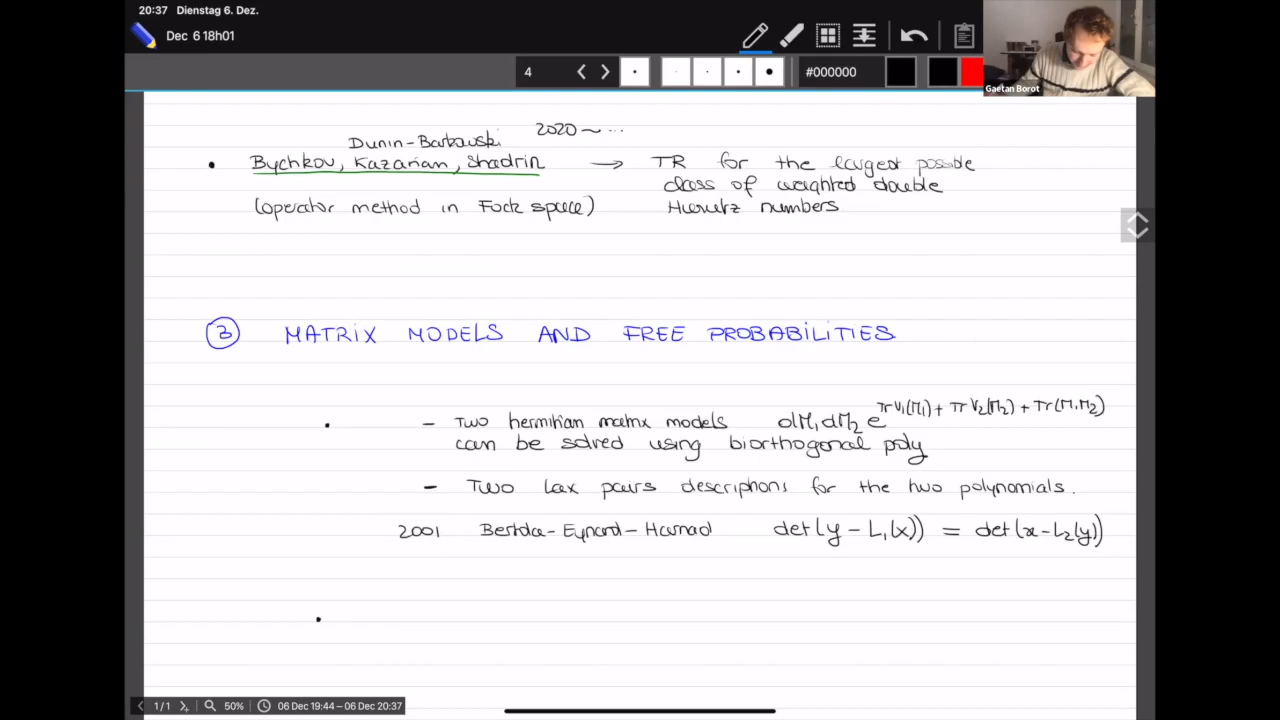 20:37 Dienstag 6. Dez.
Dec 6 18h01
4
#000000
Gaetan Borot
Dunin-Barkowski 2020 ~ ...
• Bychkov, Kazarian, Shadrin → TR for the largest possible
class of weighted double
(operator method in Fock space) Hurwitz numbers
③ MATRIX MODELS AND FREE PROBABILITIES
• - Two hermitian matrix models dM₁dM₂ e^{Tr V₁(M₁) + Tr V₂(M₂) + Tr(M₁M₂)}
can be solved using biorthogonal poly
- Two Lax pairs descriptions for the two polynomials.
2001 Bertola-Eynard-Harnad det(y - L₁(x)) = det(x - L₂(y))
•
1/1 50% 06 Dec 19:44 – 06 Dec 20:37